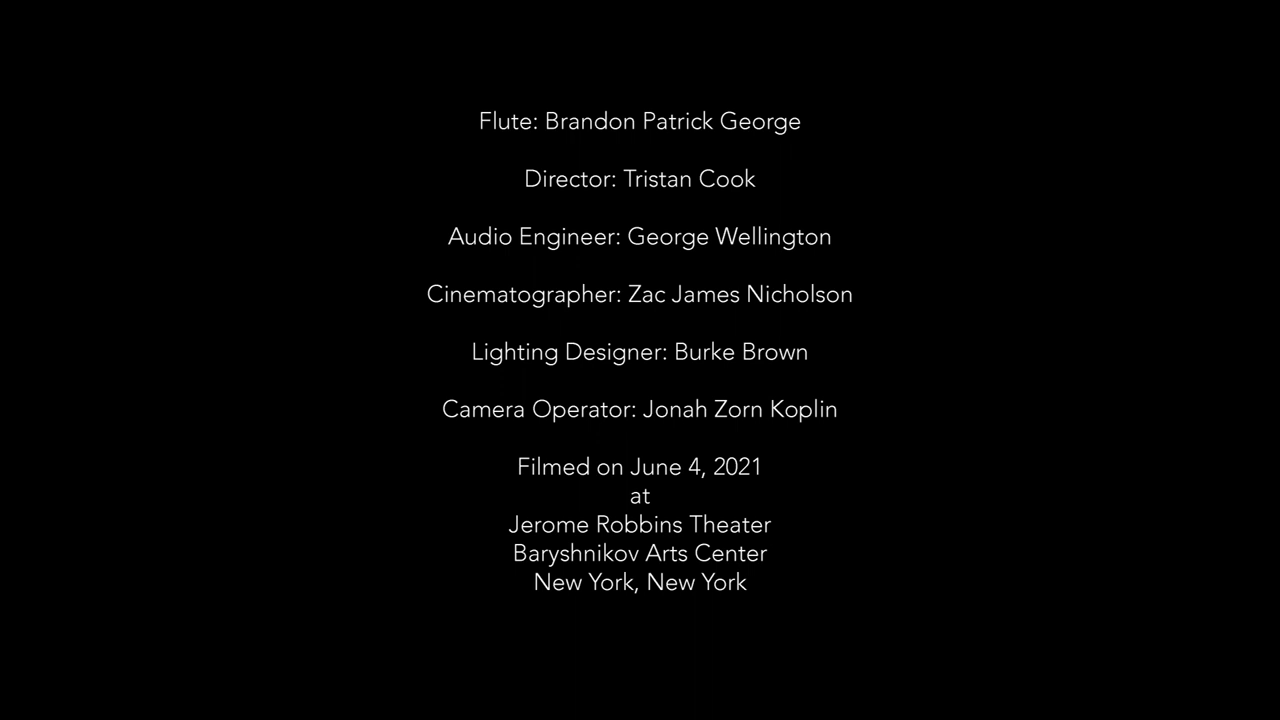 Flute: Brandon Patrick George
Director: Tristan Cook
Audio Engineer: George Wellington
Cinematographer: Zac James Nicholson
Lighting Designer: Burke Brown
Camera Operator: Jonah Zorn Koplin
Filmed on June 4, 2021
at
Jerome Robbins Theater
Baryshnikov Arts Center
New York, New York